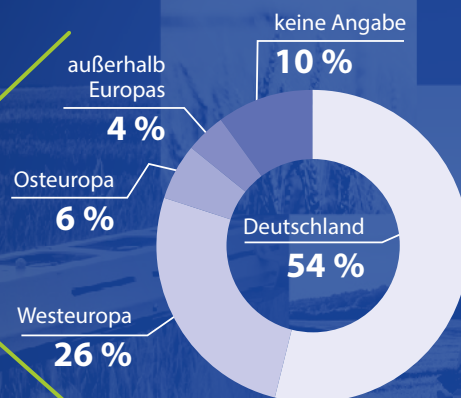 keine Angabe
10 %
außerhalb
Europas
4 %
Osteuropa
6 %
Deutschland
54 %
Westeuropa
26 %